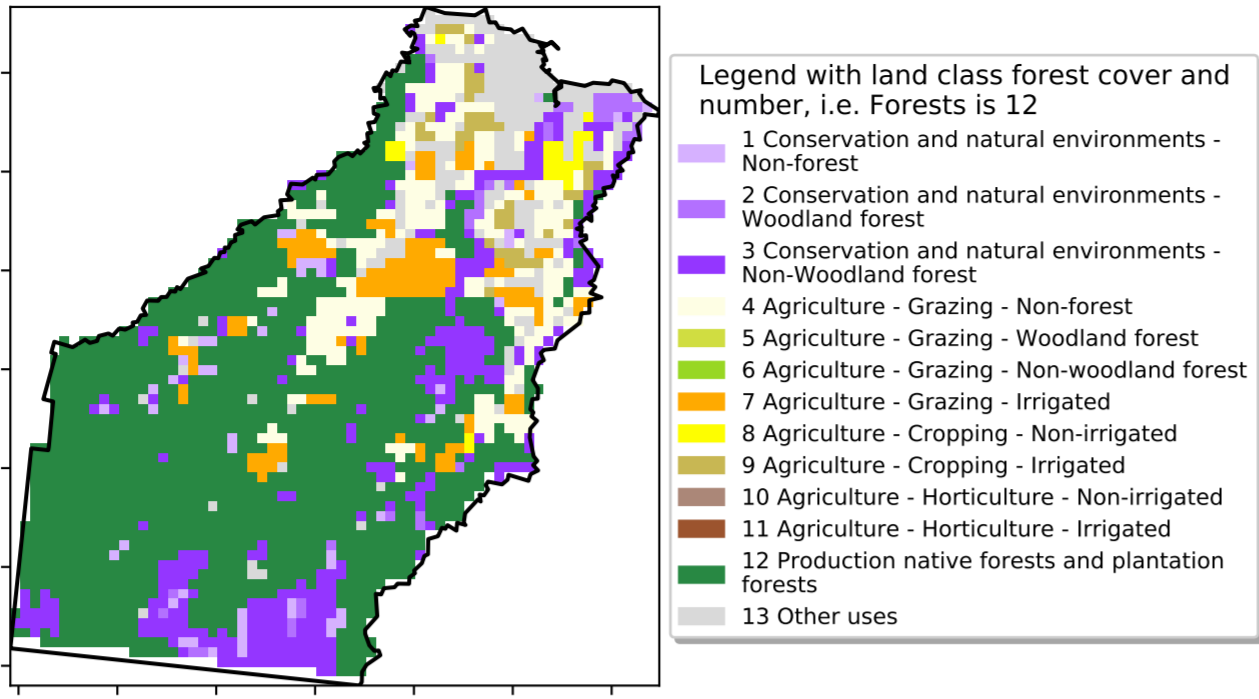 Legend with land class forest cover and
number, i.e. Forests is 12
1 Conservation and natural environments -
Non-forest
2 Conservation and natural environments -
Woodland forest
3 Conservation and natural environments -
Non-Woodland forest
4 Agriculture - Grazing - Non-forest
5 Agriculture - Grazing - Woodland forest
6 Agriculture - Grazing - Non-woodland forest
7 Agriculture - Grazing - Irrigated
8 Agriculture - Cropping - Non-irrigated
9 Agriculture - Cropping - Irrigated
10 Agriculture - Horticulture - Non-irrigated
11 Agriculture - Horticulture - Irrigated
12 Production native forests and plantation
forests
13 Other uses